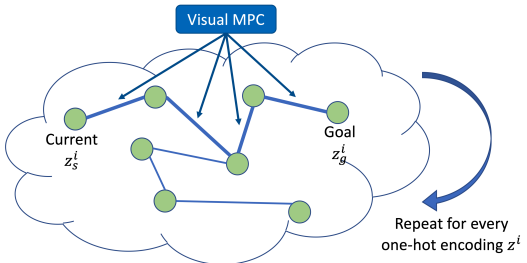 Visual MPC
Current
$z_s^i$
Goal
$z_g^i$
Repeat for every
one-hot encoding $z^i$